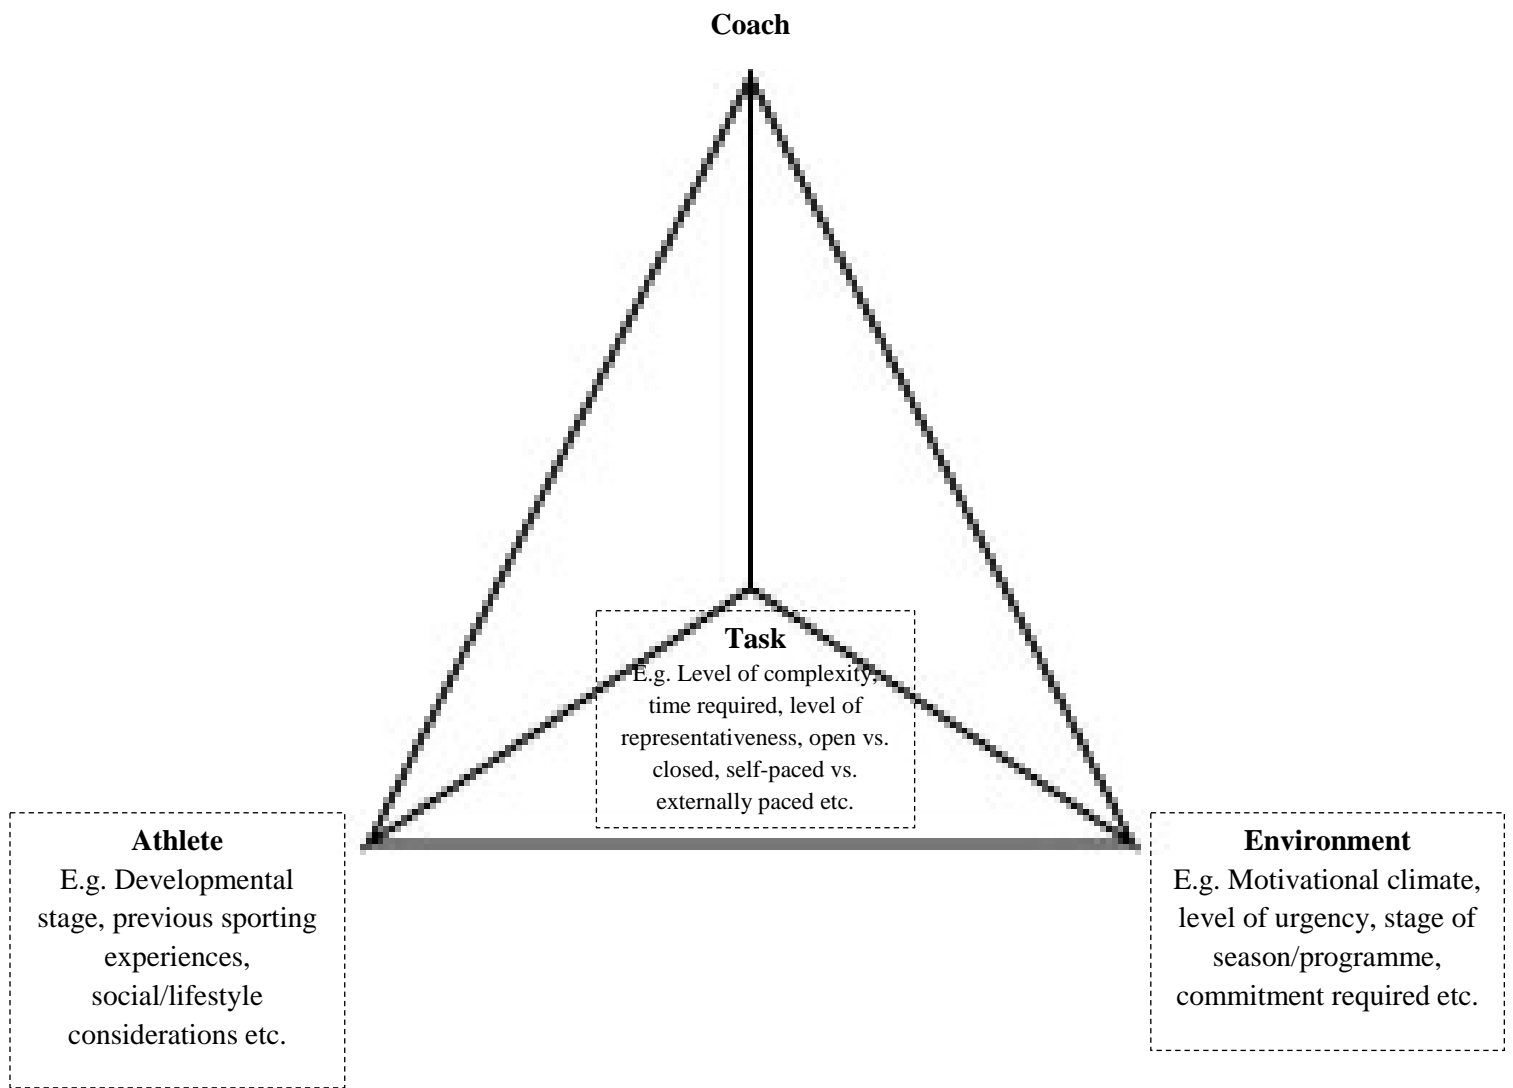 Coach
Task
E.g. Level of complexity,
time required, level of
representativeness, open vs.
closed, self-paced vs.
externally paced etc.
Athlete
E.g. Developmental
stage, previous sporting
experiences,
social/lifestyle
considerations etc.
Environment
E.g. Motivational climate,
level of urgency, stage of
season/programme,
commitment required etc.